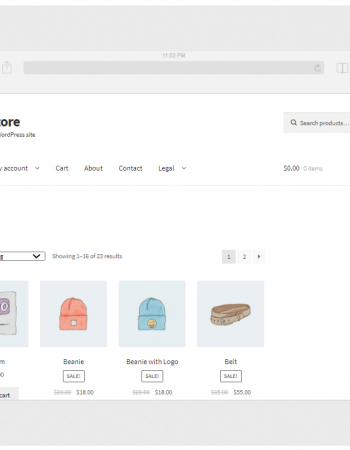 11:02 PM
tore
WordPress site
Search products…
y account
Cart
About
Contact
Legal
$0.00 0 items
g
Showing 1–16 of 23 results
1 2
m
Beanie
Beanie with Logo
Belt
SALE!
SALE!
SALE!
00
$20.00 $18.00
$20.00 $18.00
$65.00 $55.00
cart